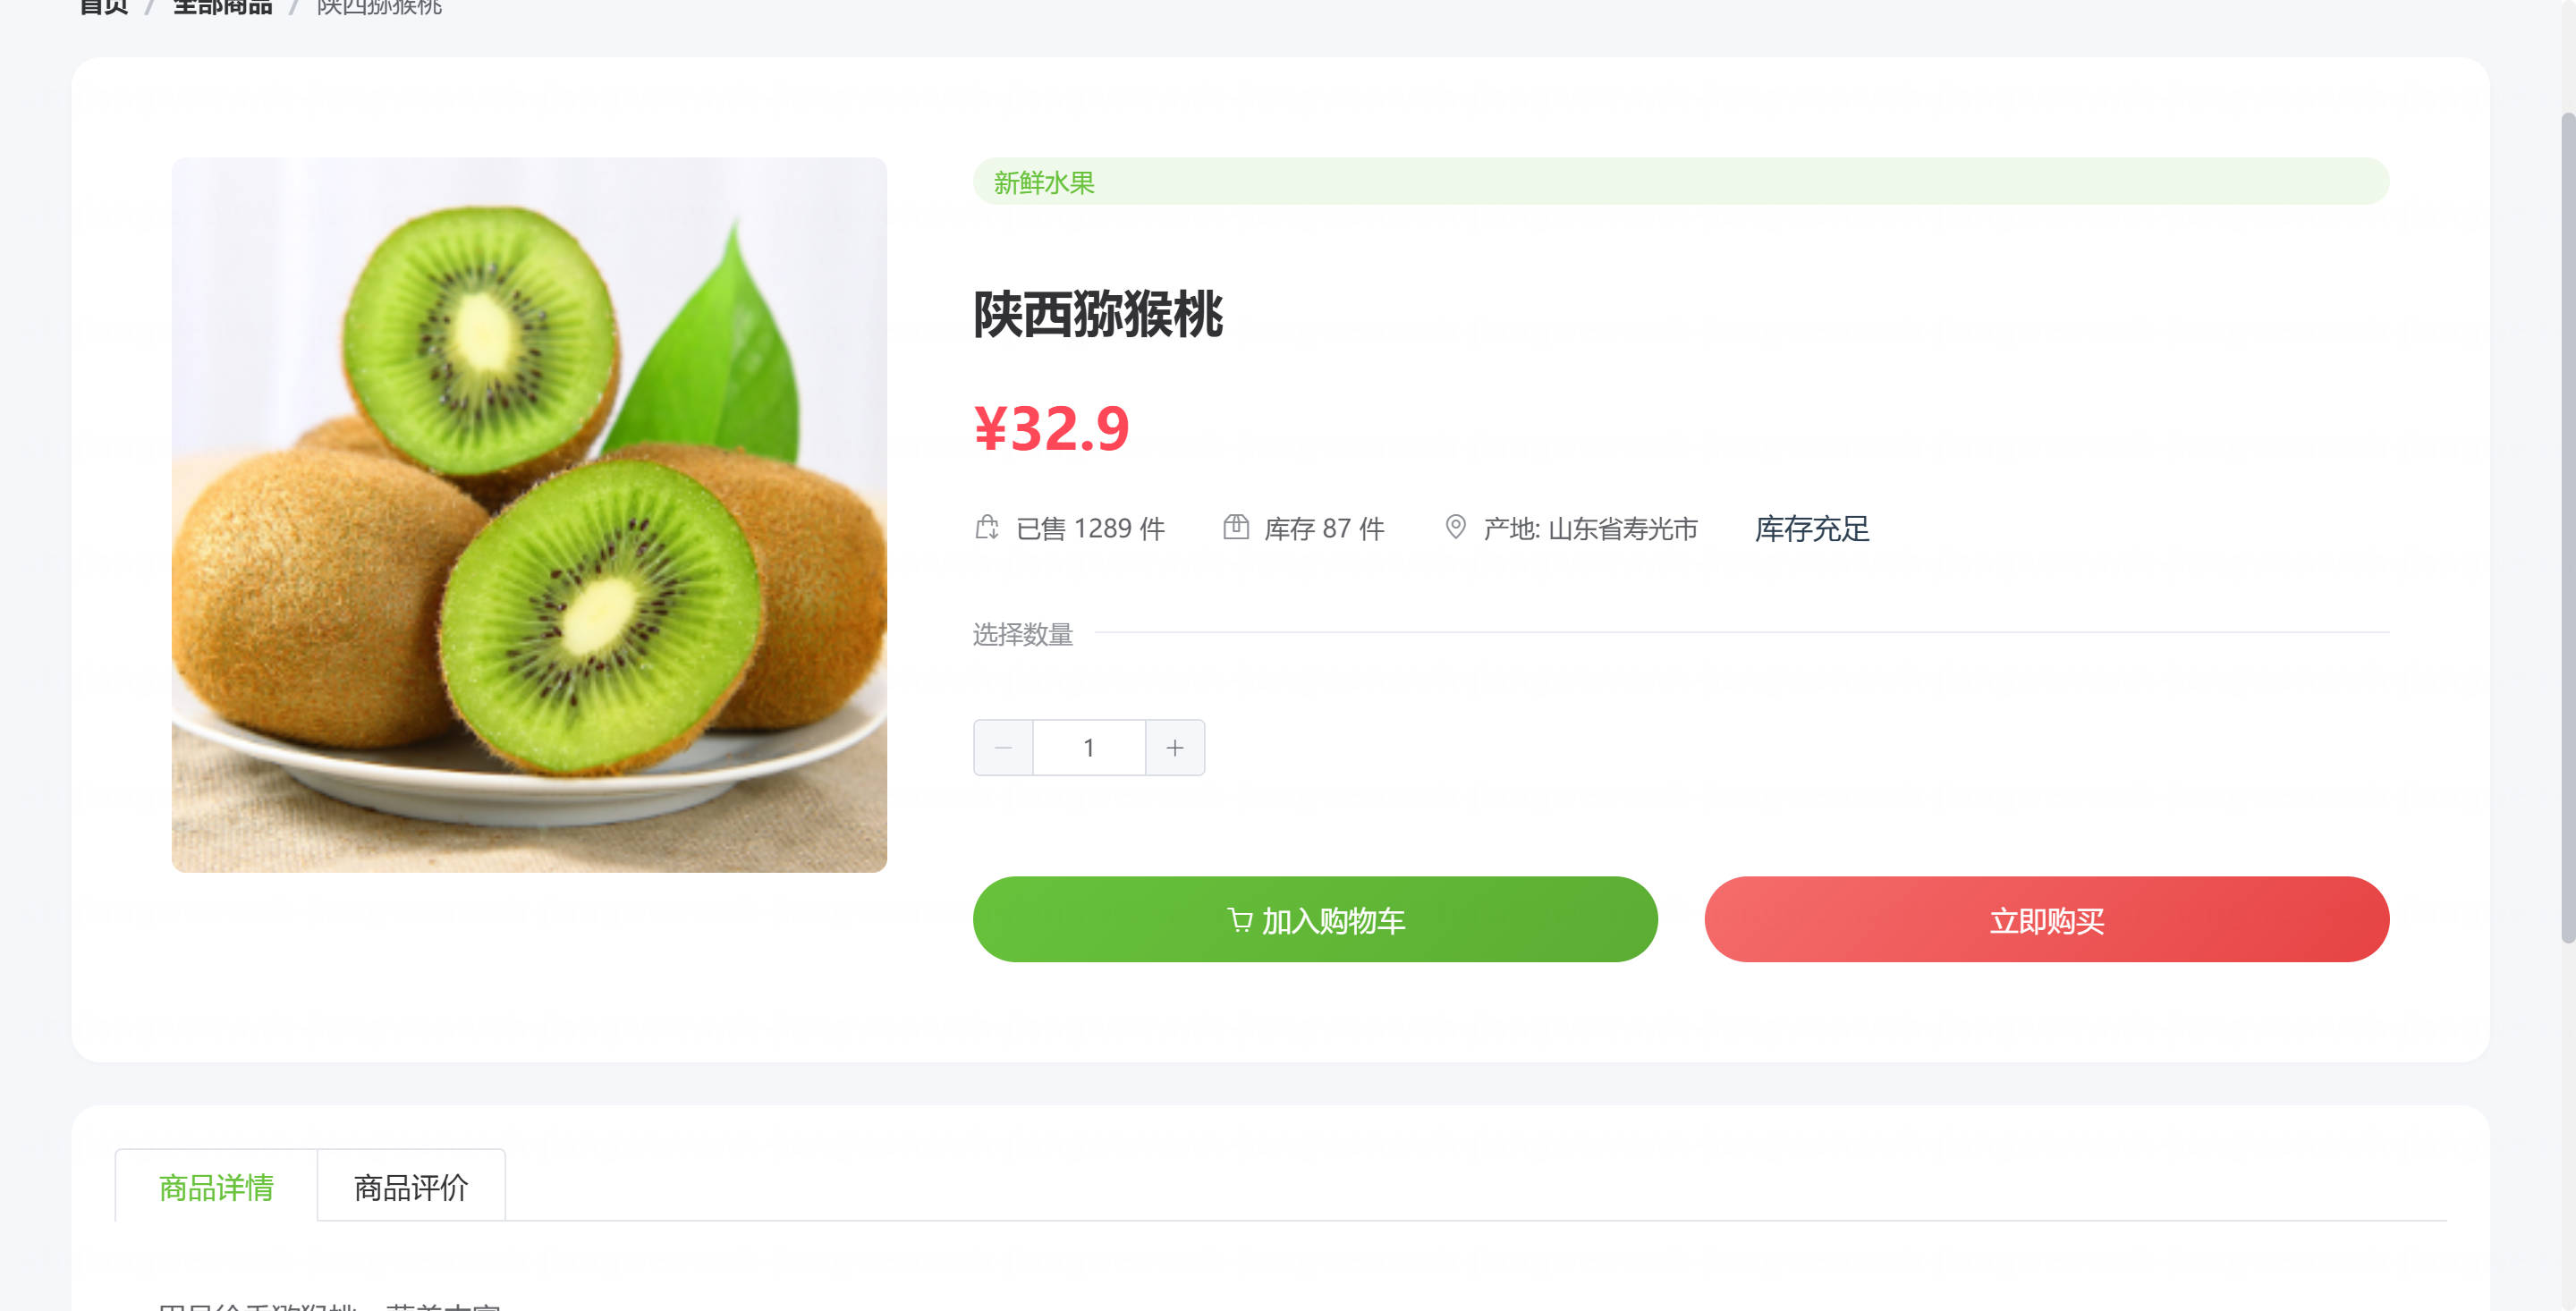 首页 / 全部商品 / 陕西猕猴桃
新鲜水果
陕西猕猴桃
¥32.9
已售 1289 件 库存 87 件 产地: 山东省寿光市 库存充足
选择数量
− 1 +
加入购物车 立即购买
商品详情 商品评价